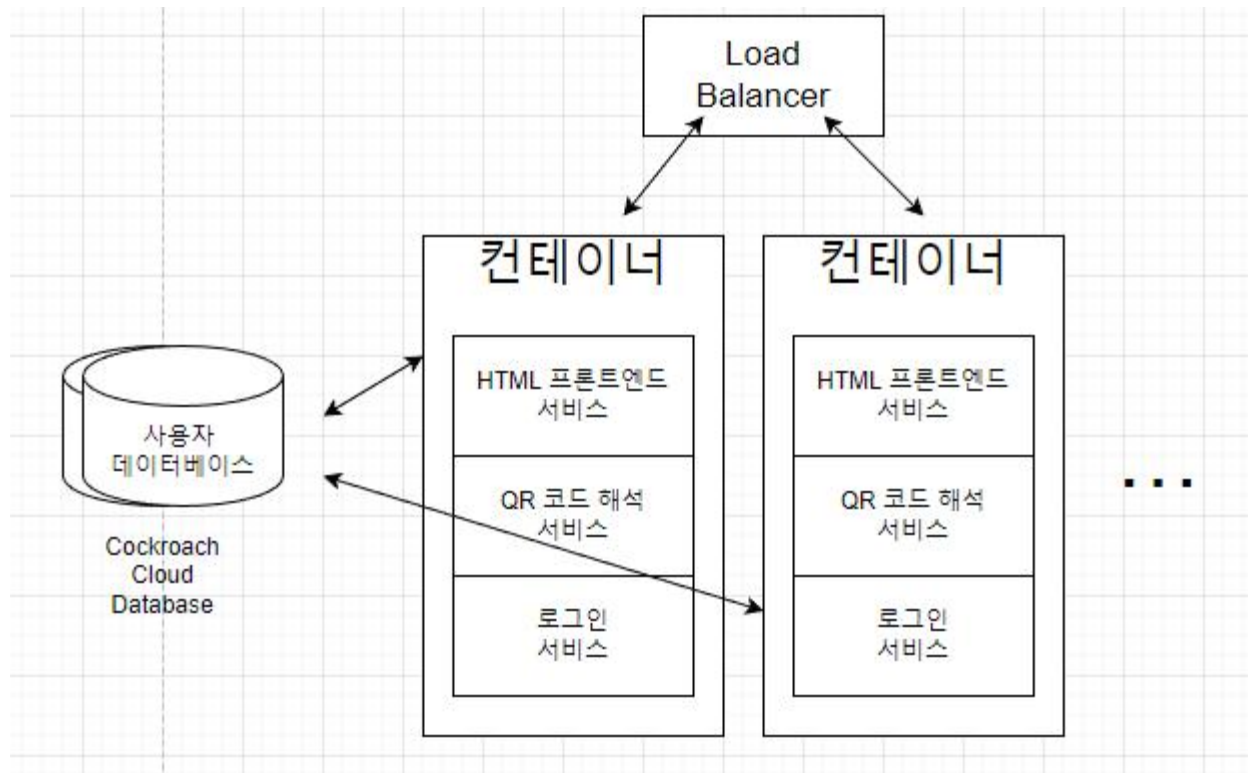 Load
Balancer
컨테이너
컨테이너
HTML 프론트엔드
서비스
QR 코드 해석
서비스
로그인
서비스
HTML 프론트엔드
서비스
QR 코드 해석
서비스
로그인
서비스
...
사용자
데이터베이스
Cockroach
Cloud
Database